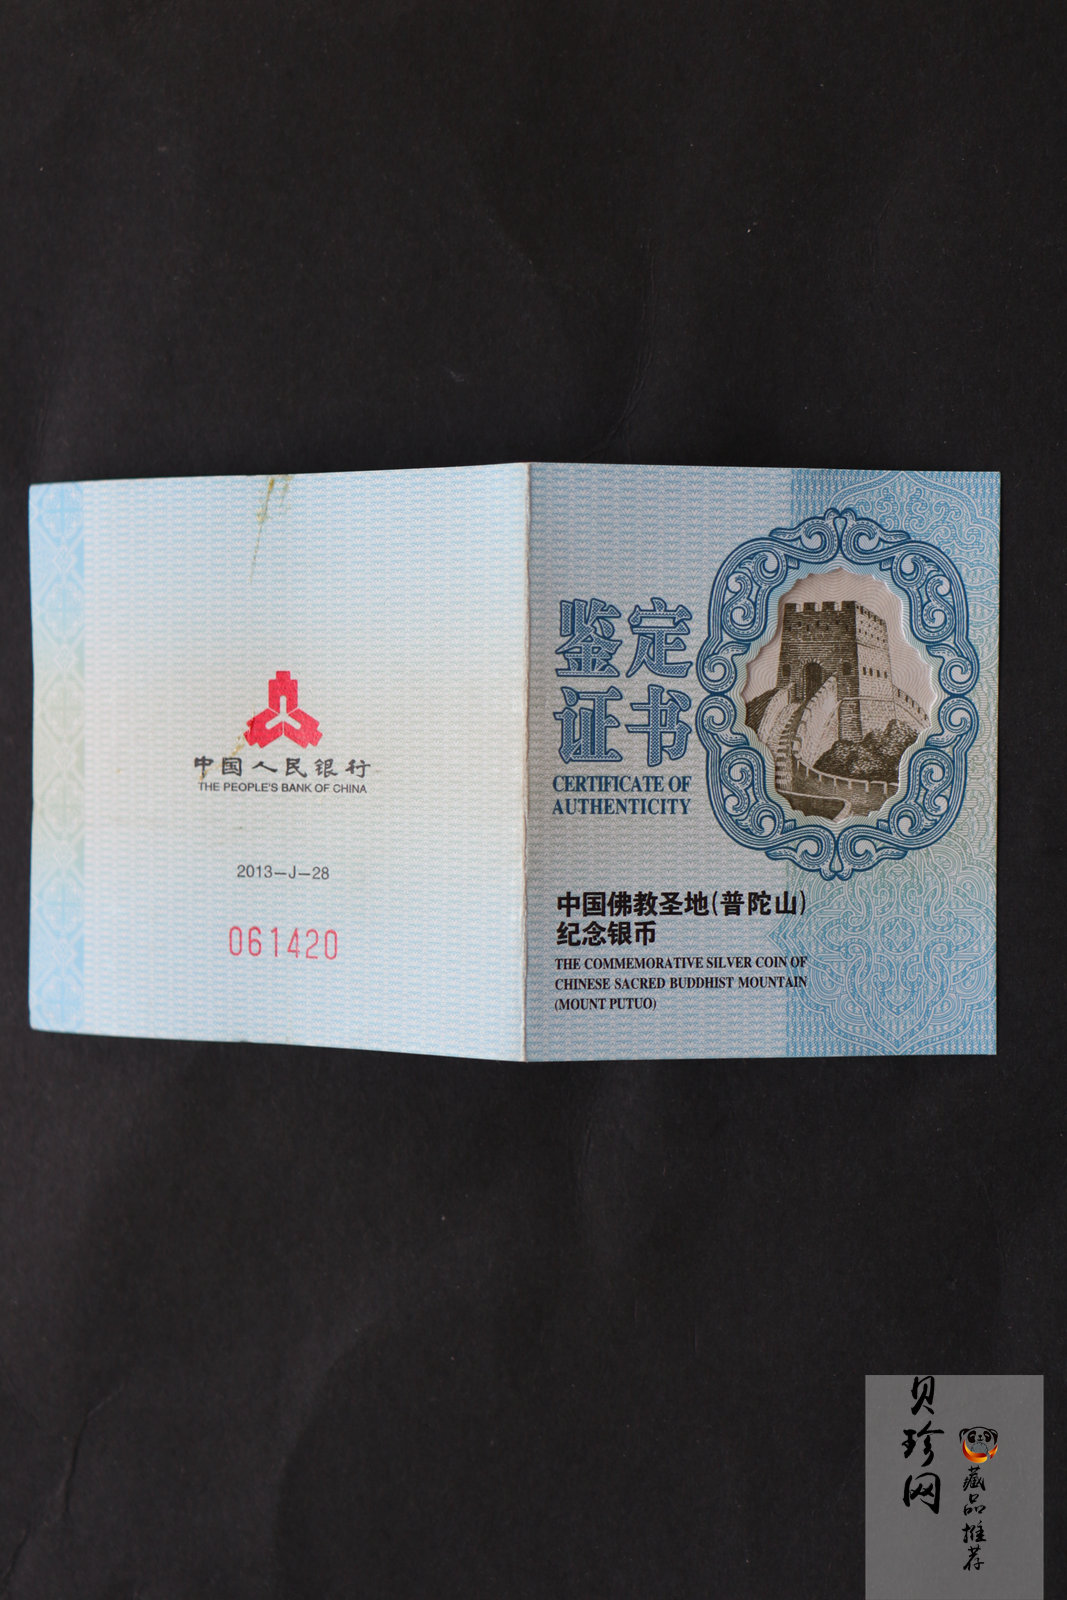 中国人民银行
THE PEOPLE'S BANK OF CHINA
2013—J—28
061420
鉴定
证书
CERTIFICATE OF
AUTHENTICITY
中国佛教圣地(普陀山)
纪念银币
THE COMMEMORATIVE SILVER COIN OF
CHINESE SACRED BUDDHIST MOUNTAIN
(MOUNT PUTUO)
贝珍网
藏品推荐